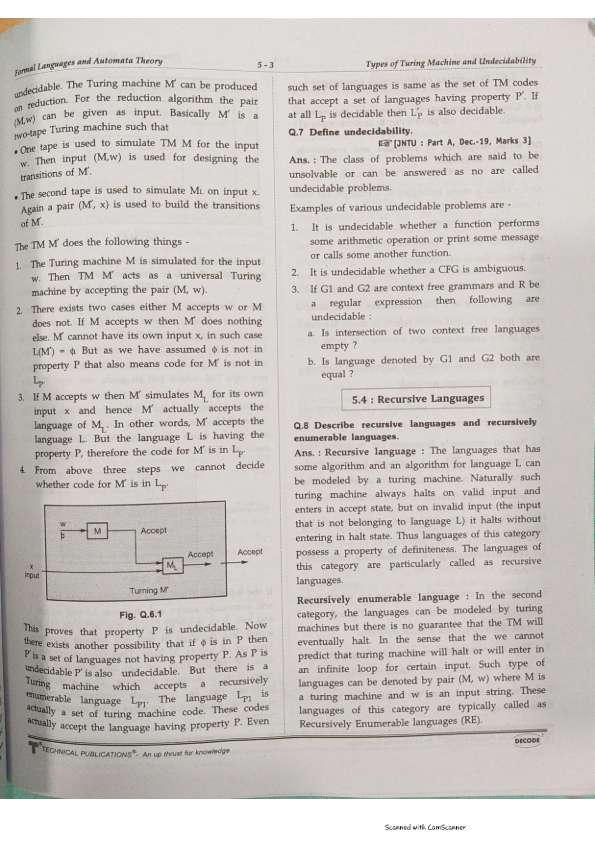 Formal Languages and Automata Theory 5 - 3 Types of Turing Machine and Undecidability
undecidable. The Turing machine M′ can be produced
on reduction. For the reduction algorithm the pair
(M,w) can be given as input. Basically M′ is a
two-tape Turing machine such that
• One tape is used to simulate TM M for the input
w. Then input (M,w) is used for designing the
transitions of M′.
• The second tape is used to simulate ML on input x.
Again a pair (M′, x) is used to build the transitions
of M′.
The TM M′ does the following things -
1. The Turing machine M is simulated for the input
w. Then TM M′ acts as a universal Turing
machine by accepting the pair (M, w).
2. There exists two cases either M accepts w or M
does not. If M accepts w then M′ does nothing
else. M′ cannot have its own input x, in such case
L(M′) = ϕ. But as we have assumed ϕ is not in
property P that also means code for M′ is not in
LP.
3. If M accepts w then M′ simulates ML for its own
input x and hence M′ actually accepts the
language of ML. In other words, M′ accepts the
language L. But the language L is having the
property P, therefore the code for M′ is in LP.
4. From above three steps we cannot decide
whether code for M′ is in LP.
w
M
Accept
Accept
Accept
x
input
ML
Turning M′
Fig. Q.6.1
This proves that property P is undecidable. Now
there exists another possibility that if ϕ is in P then
P′ is a set of languages not having property P. As P is
undecidable P′ is also undecidable. But there is a
Turing machine which accepts a recursively
enumerable language LP1. The language LP1 is
actually a set of turing machine code. These codes
actually accept the language having property P. Even
such set of languages is same as the set of TM codes
that accept a set of languages having property P′. If
at all LP is decidable then L′P is also decidable.
Q.7 Define undecidability.
[JNTU : Part A, Dec.-19, Marks 3]
Ans. : The class of problems which are said to be
unsolvable or can be answered as no are called
undecidable problems.
Examples of various undecidable problems are -
1. It is undecidable whether a function performs
some arithmetic operation or print some message
or calls some another function.
2. It is undecidable whether a CFG is ambiguous.
3. If G1 and G2 are context free grammars and R be
a regular expression then following are
undecidable :
a. Is intersection of two context free languages
empty ?
b. Is language denoted by G1 and G2 both are
equal ?
5.4 : Recursive Languages
Q.8 Describe recursive languages and recursively
enumerable languages.
Ans. : Recursive language : The languages that has
some algorithm and an algorithm for language L can
be modeled by a turing machine. Naturally such
turing machine always halts on valid input and
enters in accept state, but on invalid input (the input
that is not belonging to language L) it halts without
entering in halt state. Thus languages of this category
possess a property of definiteness. The languages of
this category are particularly called as recursive
languages.
Recursively enumerable language : In the second
category, the languages can be modeled by turing
machines but there is no guarantee that the TM will
eventually halt. In the sense that the we cannot
predict that turing machine will halt or will enter in
an infinite loop for certain input. Such type of
languages can be denoted by pair (M, w) where M is
a turing machine and w is an input string. These
languages of this category are typically called as
Recursively Enumerable languages (RE).
TECHNICAL PUBLICATIONS® - An up thrust for knowledge
DECODE
Scanned with CamScanner